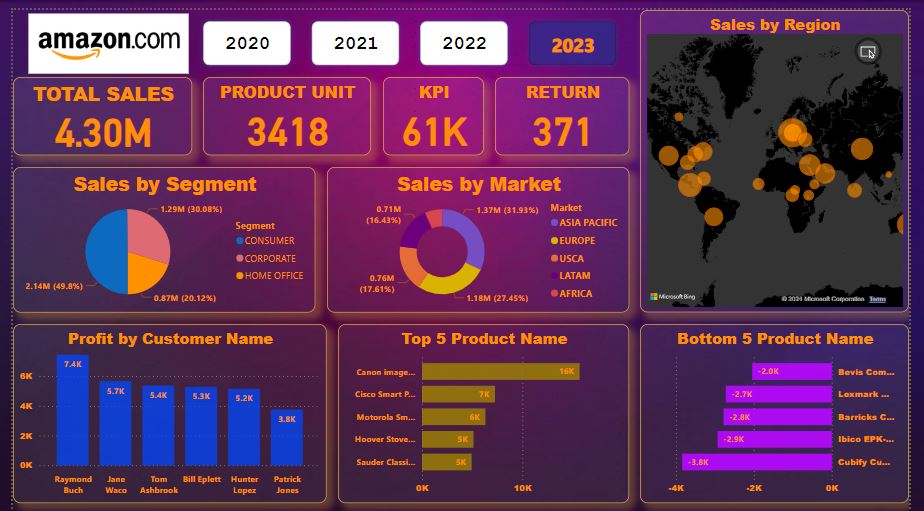 amazon.com
2020
2021
2022
2023
TOTAL SALES
4.30M
PRODUCT UNIT
3418
KPI
61K
RETURN
371
Sales by Region
Microsoft Bing
© 2024 Microsoft Corporation Terms
Sales by Segment
1.29M (30.08%)
2.14M (49.8%)
0.87M (20.12%)
Segment
CONSUMER
CORPORATE
HOME OFFICE
Sales by Market
0.71M
(16.43%)
1.37M (31.93%)
0.76M
(17.61%)
1.18M (27.45%)
Market
ASIA PACIFIC
EUROPE
USCA
LATAM
AFRICA
Profit by Customer Name
6K
4K
2K
0K
7.4K
5.7K
5.4K
5.3K
5.2K
3.8K
Raymond
Buch
Jane
Waco
Tom
Ashbrook
Bill Eplett
Hunter
Lopez
Patrick
Jones
Top 5 Product Name
Canon image... 16K
Cisco Smart P... 7K
Motorola Sm... 6K
Hoover Stove... 5K
Sauder Classi... 5K
0K 10K
Bottom 5 Product Name
-2.0K Bevis Com...
-2.7K Lexmark ...
-2.8K Barricks C...
-2.9K Ibico EPK-...
-3.8K Cubify Cu...
-4K -2K 0K